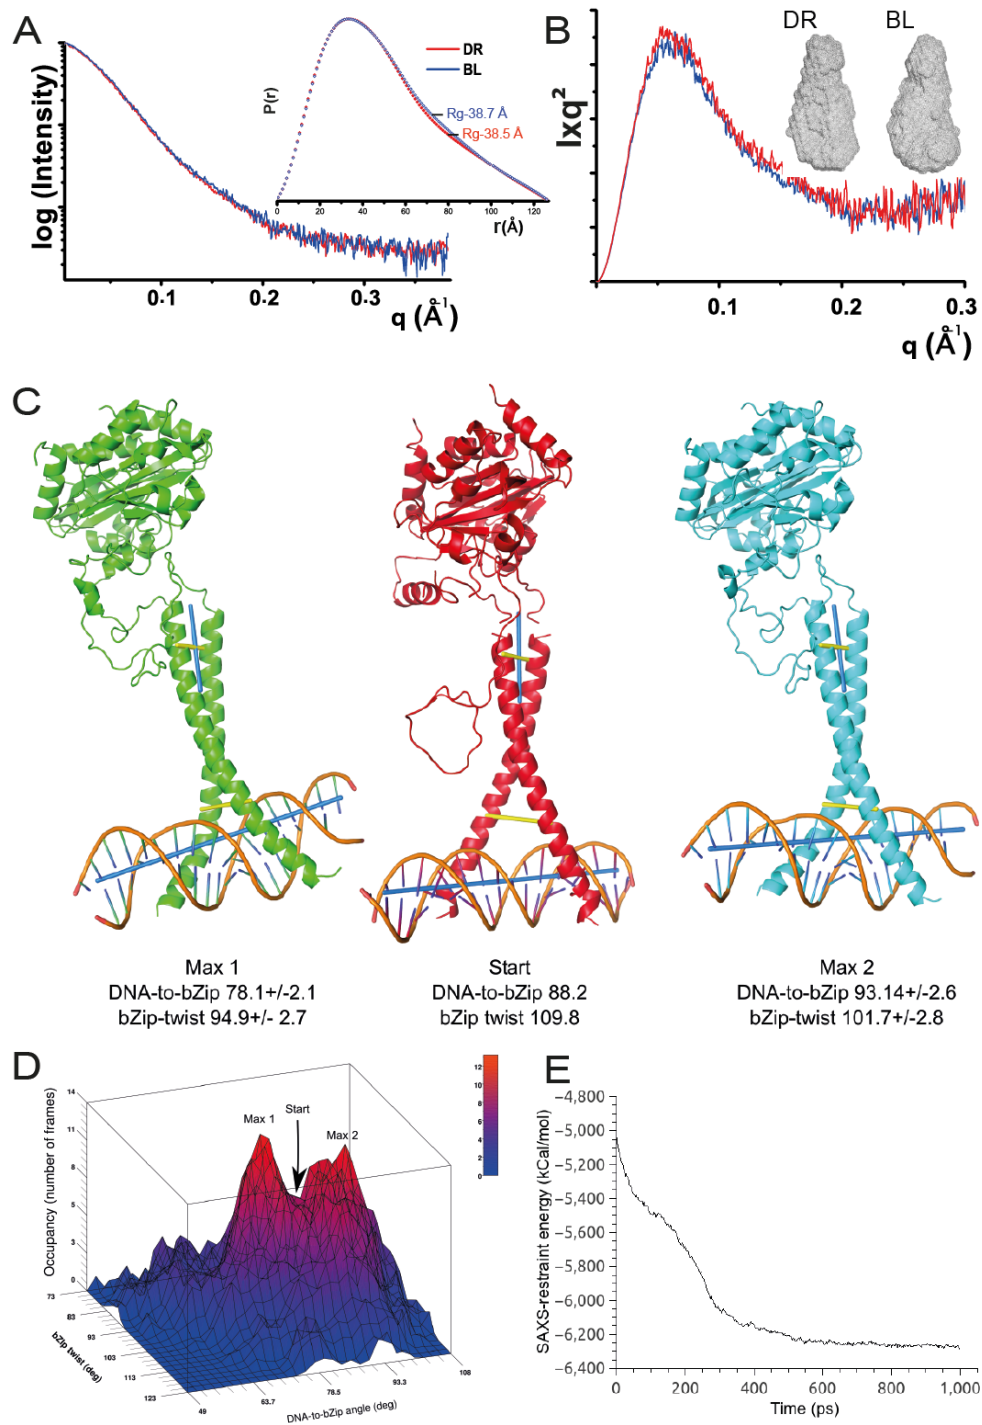 A
log (Intensity)
0.1
0.2
0.3
q (Å⁻¹)
P(r)
DR
BL
Rg-38.7 Å
Rg-38.5 Å
0
20
40
60
80
100
120
r(Å)
B
DR
BL
Ixq²
0.1
0.2
0.3
q (Å⁻¹)
C
Max 1
DNA-to-bZip 78.1+/-2.1
bZip-twist 94.9+/- 2.7
Start
DNA-to-bZip 88.2
bZip twist 109.8
Max 2
DNA-to-bZip 93.14+/-2.6
bZip-twist 101.7+/-2.8
D
Occupancy (number of frames)
14
11
8
5
3
0
Max 1
Start
Max 2
12
10
8
6
4
2
0
73
83
93
103
113
123
bZip twist (deg)
49
63.7
78.5
93.3
108
DNA-to-bZip angle (deg)
E
SAXS-restraint energy (kCal/mol)
−4,800
−5,000
−5,200
−5,400
−5,600
−5,800
−6,000
−6,200
−6,400
0
200
400
600
800
1,000
Time (ps)